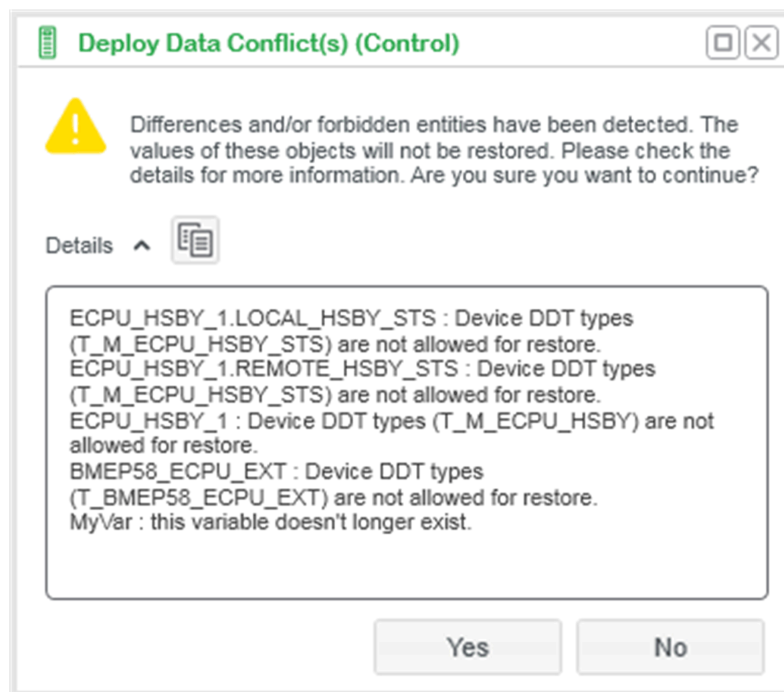 Deploy Data Conflict(s) (Control)
Differences and/or forbidden entities have been detected. The
values of these objects will not be restored. Please check the
details for more information. Are you sure you want to continue?
Details
ECPU_HSBY_1.LOCAL_HSBY_STS : Device DDT types
(T_M_ECPU_HSBY_STS) are not allowed for restore.
ECPU_HSBY_1.REMOTE_HSBY_STS : Device DDT types
(T_M_ECPU_HSBY_STS) are not allowed for restore.
ECPU_HSBY_1 : Device DDT types (T_M_ECPU_HSBY) are not
allowed for restore.
BMEP58_ECPU_EXT : Device DDT types
(T_BMEP58_ECPU_EXT) are not allowed for restore.
MyVar : this variable doesn't longer exist.
Yes
No